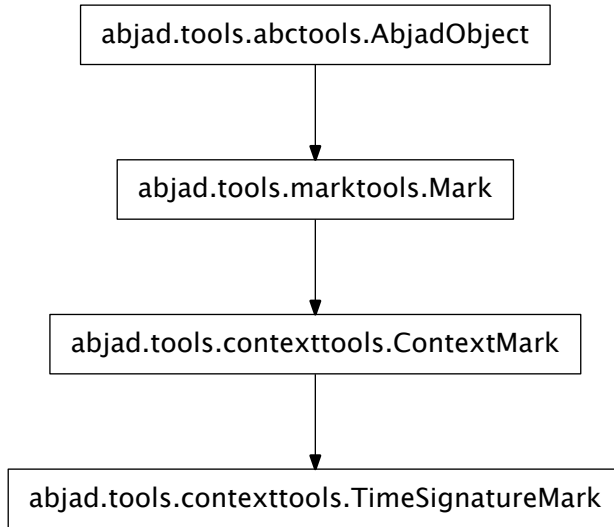 abjad.tools.abctools.AbjadObject
abjad.tools.marktools.Mark
abjad.tools.contexttools.ContextMark
abjad.tools.contexttools.TimeSignatureMark